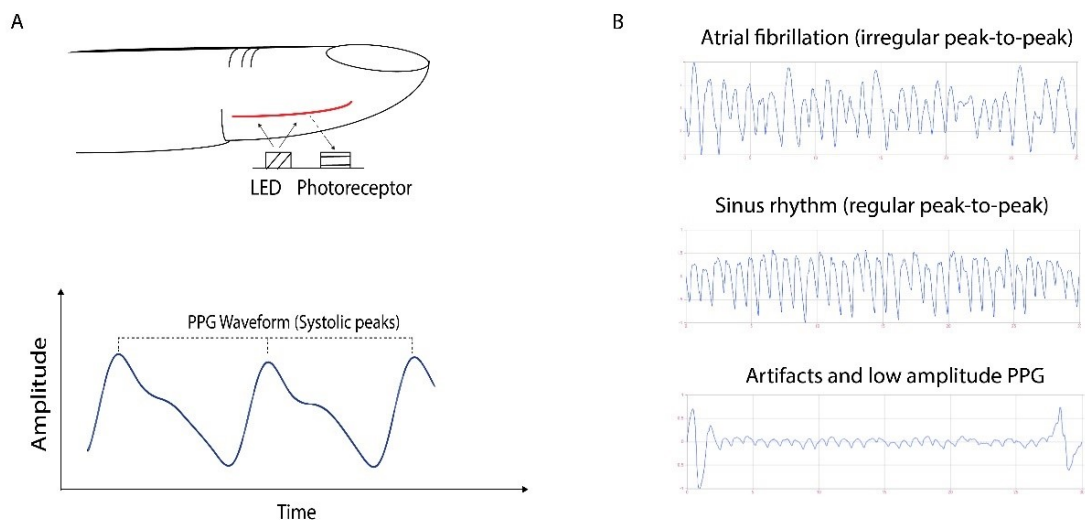 A
LED Photoreceptor
PPG Waveform (Systolic peaks)
Amplitude
Time
B
Atrial fibrillation (irregular peak-to-peak)
Sinus rhythm (regular peak-to-peak)
Artifacts and low amplitude PPG